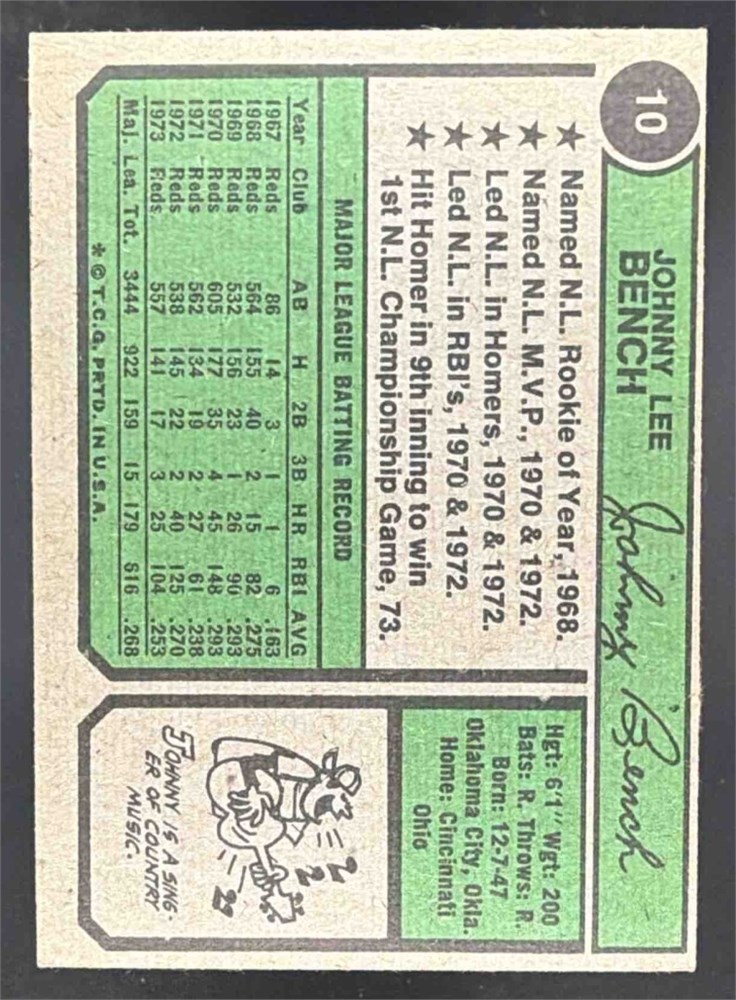 10
JOHNNY LEE
BENCH
Johnny Bench
★ Named N.L. Rookie of Year, 1968.
★ Named N.L. M.V.P., 1970 & 1972.
★ Led N.L. in Homers, 1970 & 1972.
★ Led N.L. in RBI's, 1970 & 1972.
★ Hit Homer in 9th inning to win
1st N.L. Championship Game, 73.
Hgt: 6'1" Wgt: 200
Bats: R. Throws: R.
Born: 12-7-47
Oklahoma City, Okla.
Home: Cincinnati
Ohio
MAJOR LEAGUE BATTING RECORD
Year Club AB H 2B 3B HR RBI AVG
1967 Reds 86 14 3 1 1 6 .163
1968 Reds 564 155 40 2 15 82 .275
1969 Reds 532 156 23 1 26 90 .293
1970 Reds 605 177 35 4 45 148 .293
1971 Reds 562 134 19 2 27 61 .238
1972 Reds 538 145 22 2 40 125 .270
1973 Reds 557 141 17 3 25 104 .253
Maj. Lea. Tot. 3444 922 159 15 179 616 .268
* © T.C.G. PRTD. IN U.S.A.
JOHNNY IS A SING-
ER OF COUNTRY
MUSIC.